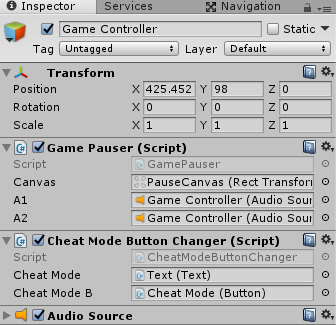 Inspector Services Navigation
Game Controller Static
Tag Untagged Layer Default
Transform
Position X 425.452 Y 98 Z 0
Rotation X 0 Y 0 Z 0
Scale X 1 Y 1 Z 1
Game Pauser (Script)
Script GamePauser
Canvas PauseCanvas (Rect Transform
A1 Game Controller (Audio Sour
A2 Game Controller (Audio Sour
Cheat Mode Button Changer (Script)
Script CheatModeButtonChanger
Cheat Mode Text (Text)
Cheat Mode B Cheat Mode (Button)
Audio Source